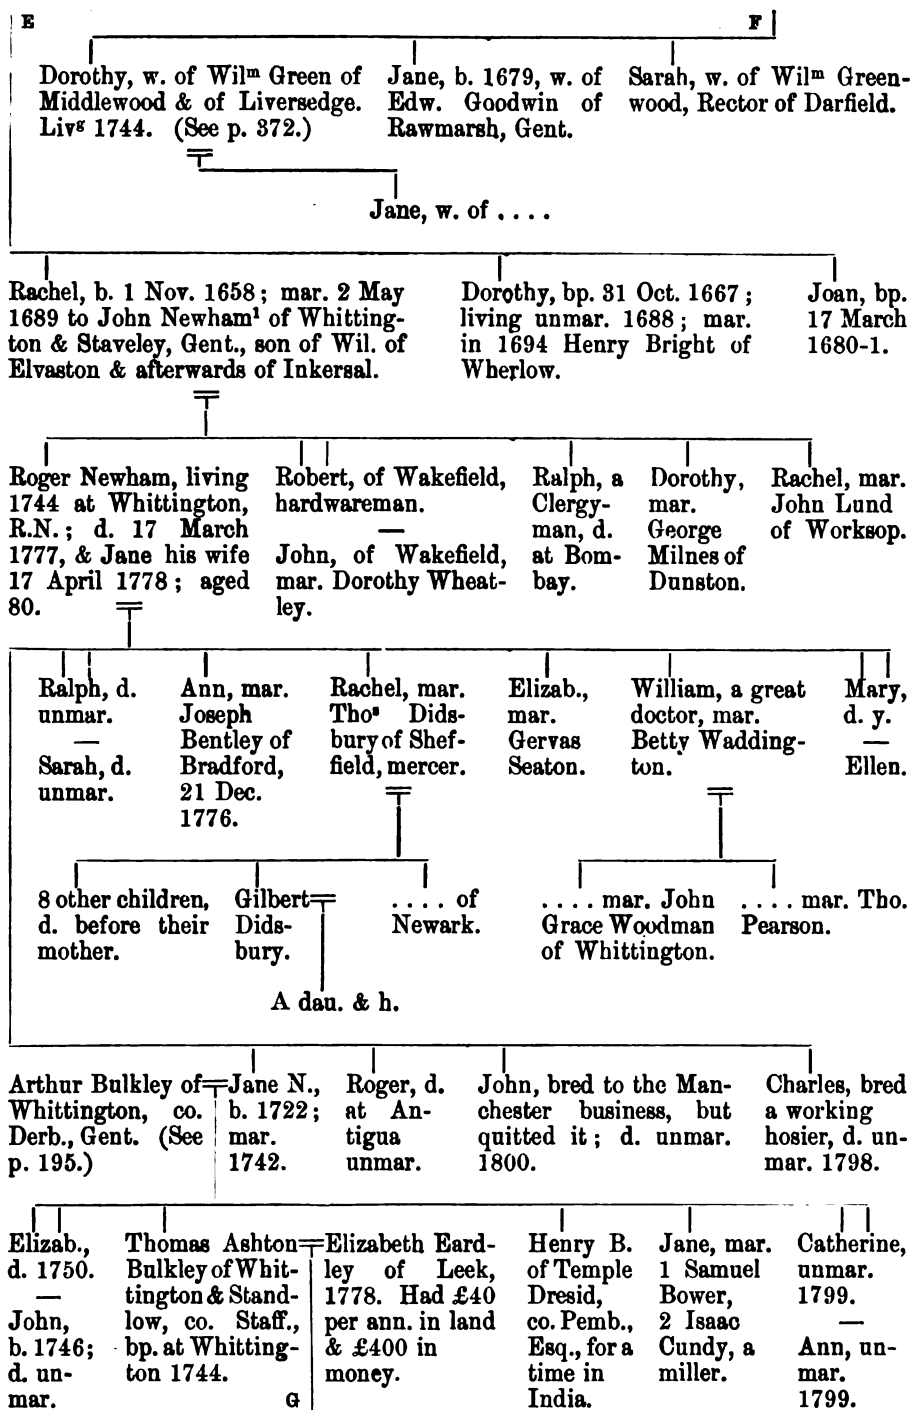 E F
Dorothy, w. of Wilᵐ Green of
Middlewood & of Liversedge.
Livᵍ 1744. (See p. 372.)
Jane, b. 1679, w. of
Edw. Goodwin of
Rawmarsh, Gent.
Sarah, w. of Wilᵐ Green-
wood, Rector of Darfield.
Jane, w. of . . . .
Rachel, b. 1 Nov. 1658; mar. 2 May
1689 to John Newham¹ of Whitting-
ton & Staveley, Gent., son of Wil. of
Elvaston & afterwards of Inkersal.
Dorothy, bp. 31 Oct. 1667;
living unmar. 1688; mar.
in 1694 Henry Bright of
Wherlow.
Joan, bp.
17 March
1680-1.
Roger Newham, living
1744 at Whittington,
R.N.; d. 17 March
1777, & Jane his wife
17 April 1778; aged
80.
Robert, of Wakefield,
hardwareman.
—
John, of Wakefield,
mar. Dorothy Wheat-
ley.
Ralph, a
Clergy-
man, d.
at Bom-
bay.
Dorothy,
mar.
George
Milnes of
Dunston.
Rachel, mar.
John Lund
of Worksop.
Ralph, d.
unmar.
—
Sarah, d.
unmar.
Ann, mar.
Joseph
Bentley of
Bradford,
21 Dec.
1776.
Rachel, mar.
Thoˢ Dids-
bury of Shef-
field, mercer.
Elizab.,
mar.
Gervas
Seaton.
William, a great
doctor, mar.
Betty Wadding-
ton.
Mary,
d. y.
—
Ellen.
8 other children,
d. before their
mother.
Gilbert
Dids-
bury.
. . . . of
Newark.
. . . . mar. John
Grace Woodman
of Whittington.
. . . . mar. Tho.
Pearson.
A dau. & h.
Arthur Bulkley of
Whittington, co.
Derb., Gent. (See
p. 195.)
Jane N.,
b. 1722;
mar.
1742.
Roger, d.
at An-
tigua
unmar.
John, bred to the Man-
chester business, but
quitted it; d. unmar.
1800.
Charles, bred
a working
hosier, d. un-
mar. 1798.
Elizab.,
d. 1750.
—
John,
b. 1746;
d. un-
mar.
Thomas Ashton
Bulkley of Whit-
tington & Stand-
low, co. Staff.,
bp. at Whitting-
ton 1744.
G
Elizabeth Eard-
ley of Leek,
1778. Had £40
per ann. in land
& £400 in
money.
Henry B.
of Temple
Dresid,
co. Pemb.,
Esq., for a
time in
India.
Jane, mar.
1 Samuel
Bower,
2 Isaac
Cundy, a
miller.
Catherine,
unmar.
1799.
—
Ann, un-
mar.
1799.